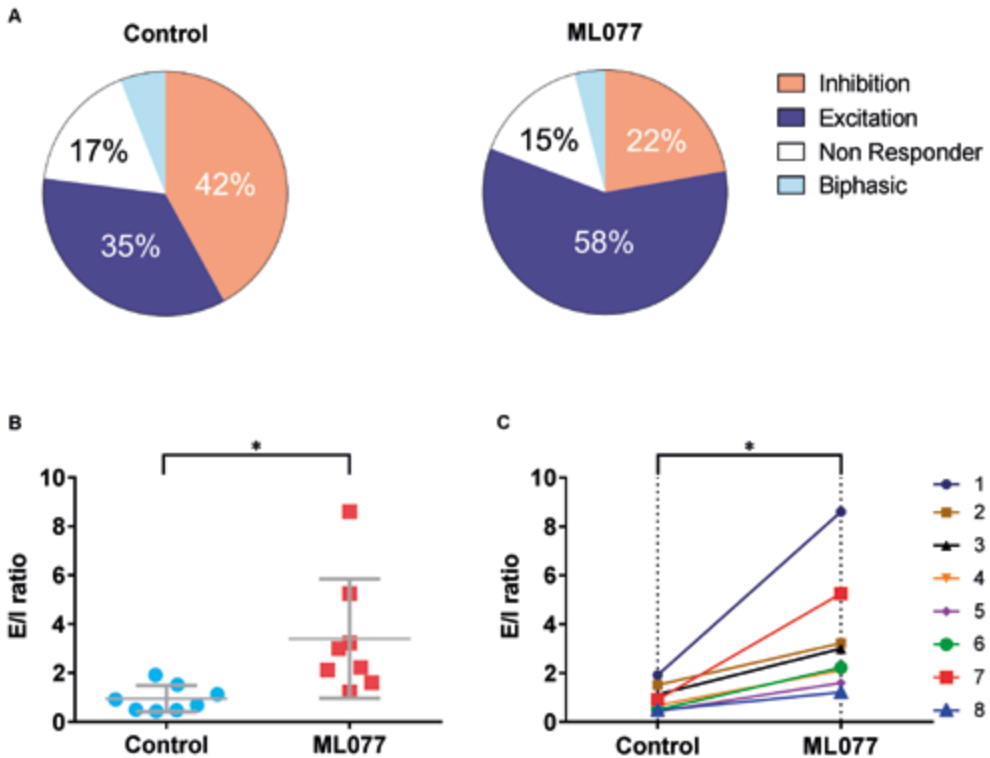 A
Control
ML077
Inhibition
Excitation
Non Responder
Biphasic
17%
42%
35%
15%
22%
58%
B
*
10
8
6
4
2
0
E/I ratio
Control
ML077
C
*
10
8
6
4
2
0
E/I ratio
Control
ML077
1
2
3
4
5
6
7
8